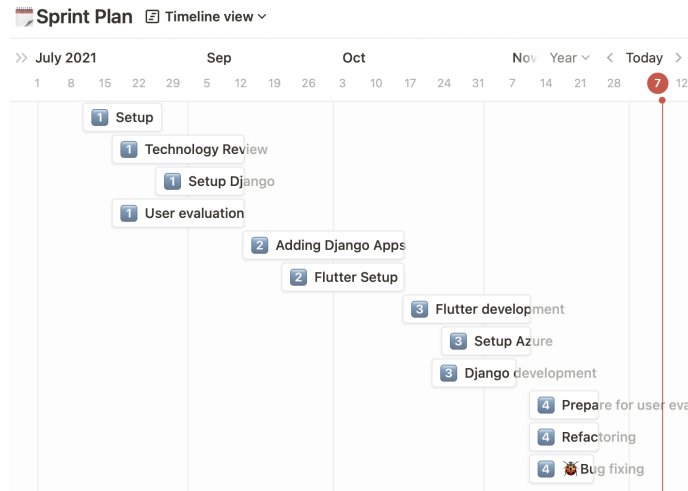 Sprint Plan Timeline view
July 2021 Sep Oct Nov Year Today
1 8 15 22 29 5 12 19 26 3 10 17 24 31 7 14 21 28 7 12
1 Setup
1 Technology Review
1 Setup Django
1 User evaluation
2 Adding Django Apps
2 Flutter Setup
3 Flutter development
3 Setup Azure
3 Django development
4 Prepare for user eva
4 Refactoring
4 Bug fixing